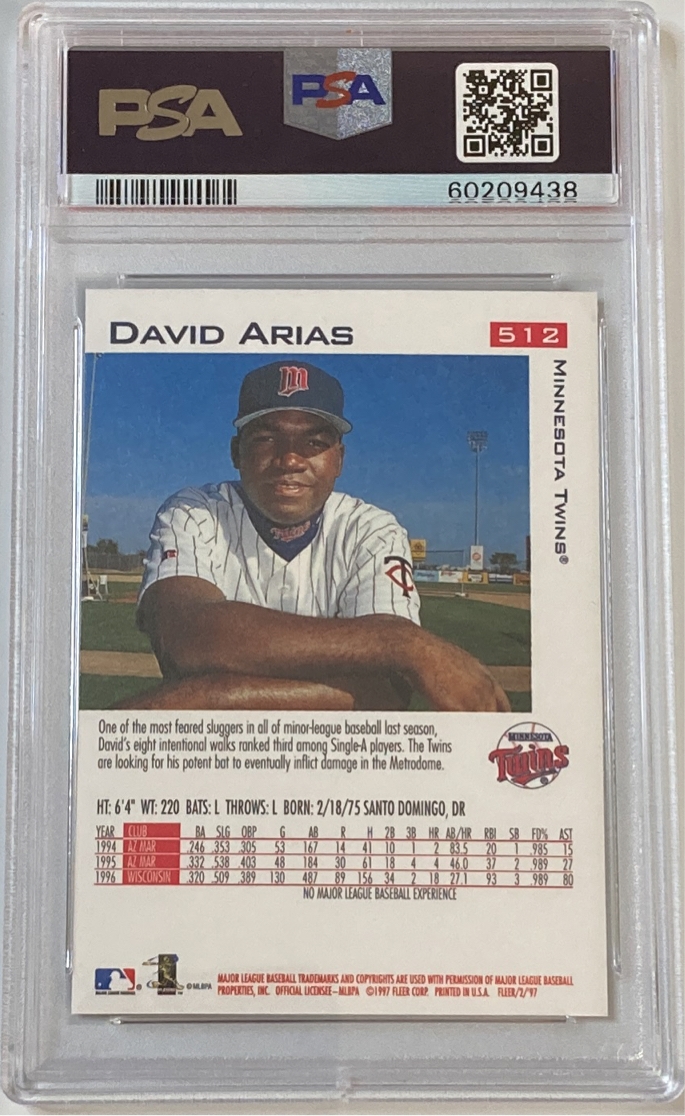 PSA
PSA
60209438
DAVID ARIAS
512
MINNESOTA TWINS®
m
Twins
TC
One of the most feared sluggers in all of minor-league baseball last season,
David's eight intentional walks ranked third among Single-A players. The Twins
are looking for his potent bat to eventually inflict damage in the Metrodome.
MINNESOTA
Twins
HT: 6'4" WT: 220 BATS: L THROWS: L BORN: 2/18/75 SANTO DOMINGO, DR
YEAR CLUB BA SLG OBP G AB R H 2B 3B HR AB/HR RBI SB FD% AST
1994 AZ MAR .246 .353 .305 53 167 14 41 10 1 2 83.5 20 1 .985 15
1995 AZ MAR .332 .538 .403 48 184 30 61 18 4 4 46.0 37 2 .989 27
1996 WISCONSIN .320 .509 .389 130 487 89 156 34 2 18 27.1 93 3 .989 80
NO MAJOR LEAGUE BASEBALL EXPERIENCE
©MLBPA
MAJOR LEAGUE BASEBALL TRADEMARKS AND COPYRIGHTS ARE USED WITH PERMISSION OF MAJOR LEAGUE BASEBALL
PROPERTIES, INC. OFFICIAL LICENSEE–MLBPA ©1997 FLEER CORP. PRINTED IN U.S.A. FLEER/2/'97